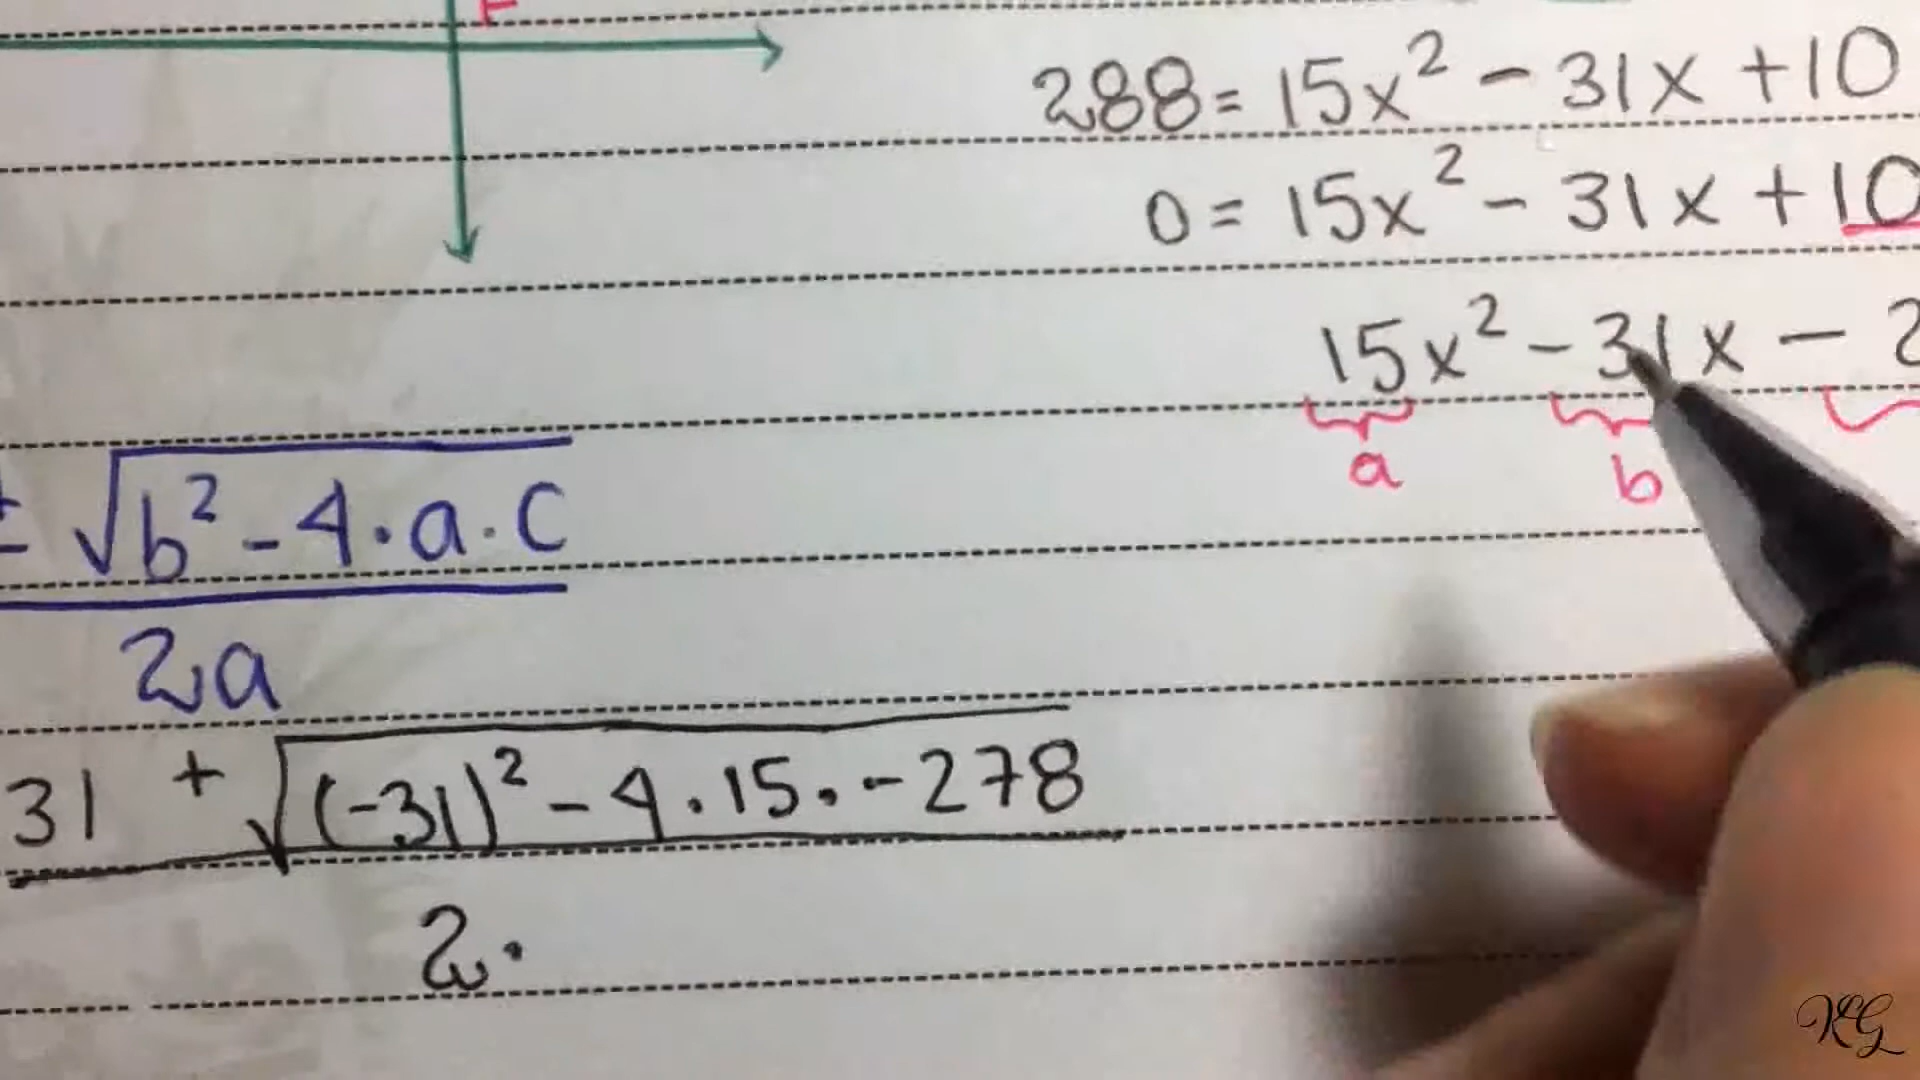 288 = 15x² - 31x + 10
0 = 15x² - 31x + 10
15x² - 31x - 2
a b
± √b² - 4 · a · c
2a
31 + √(-31)² - 4 · 15 · -278
2 ·